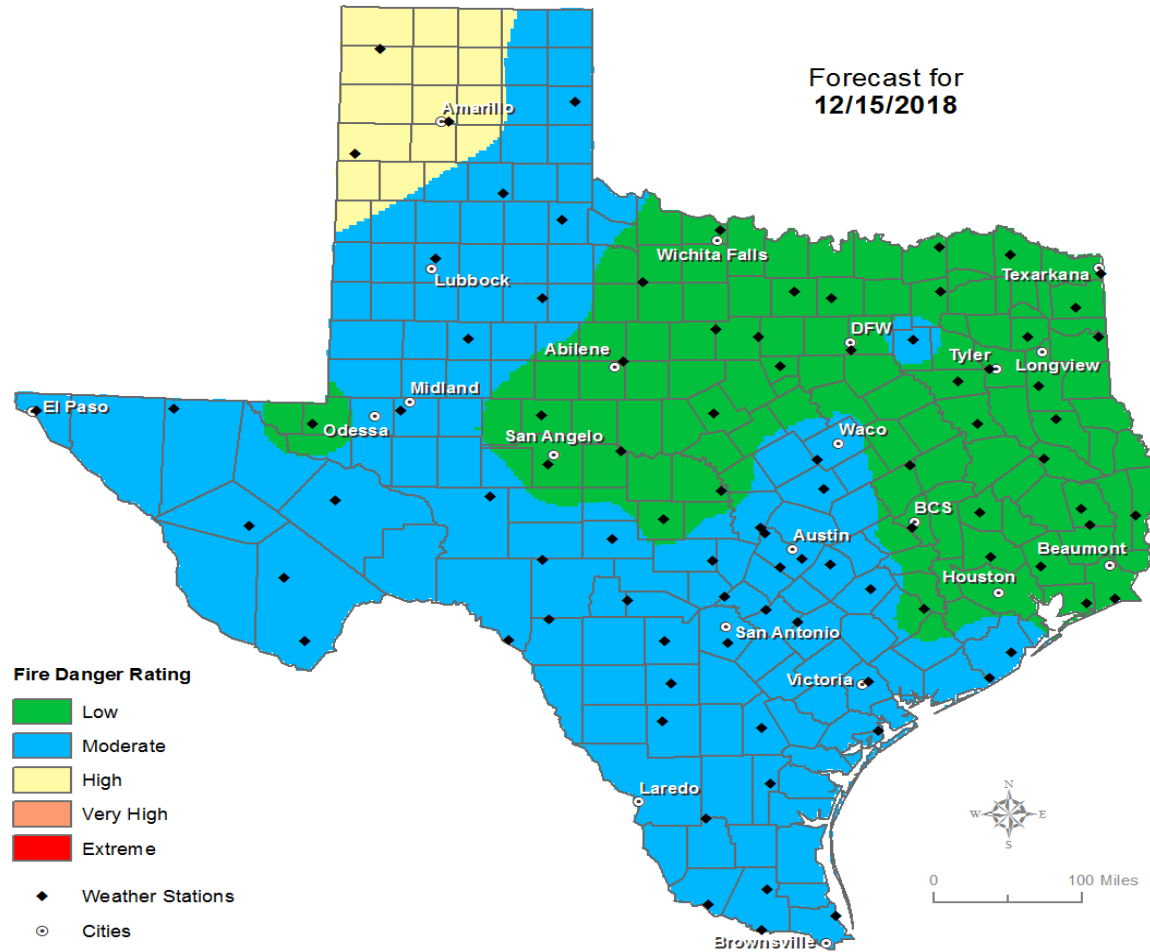 Forecast for
12/15/2018
Amarillo
Wichita Falls
Texarkana
Lubbock
DFW
Abilene
Tyler
Longview
Midland
El Paso
Odessa
San Angelo
Waco
BCS
Austin
Beaumont
Houston
San Antonio
Victoria
Laredo
Brownsville
Fire Danger Rating
Low
Moderate
High
Very High
Extreme
Weather Stations
Cities
N
W E
S
0 100 Miles